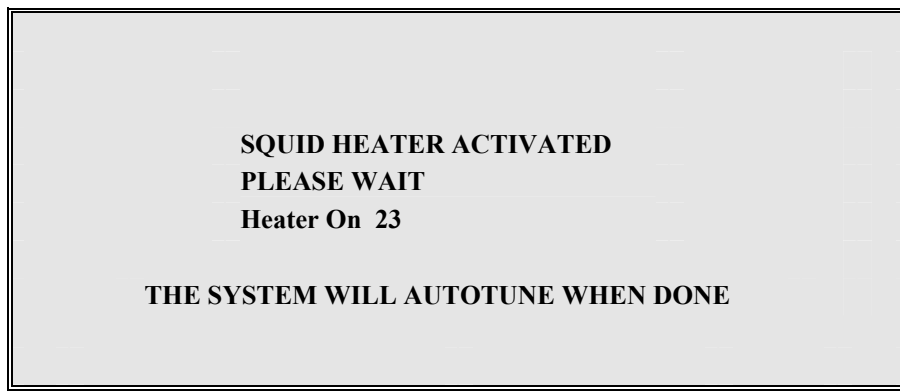 SQUID HEATER ACTIVATED
PLEASE WAIT
Heater On  23
THE SYSTEM WILL AUTOTUNE WHEN DONE